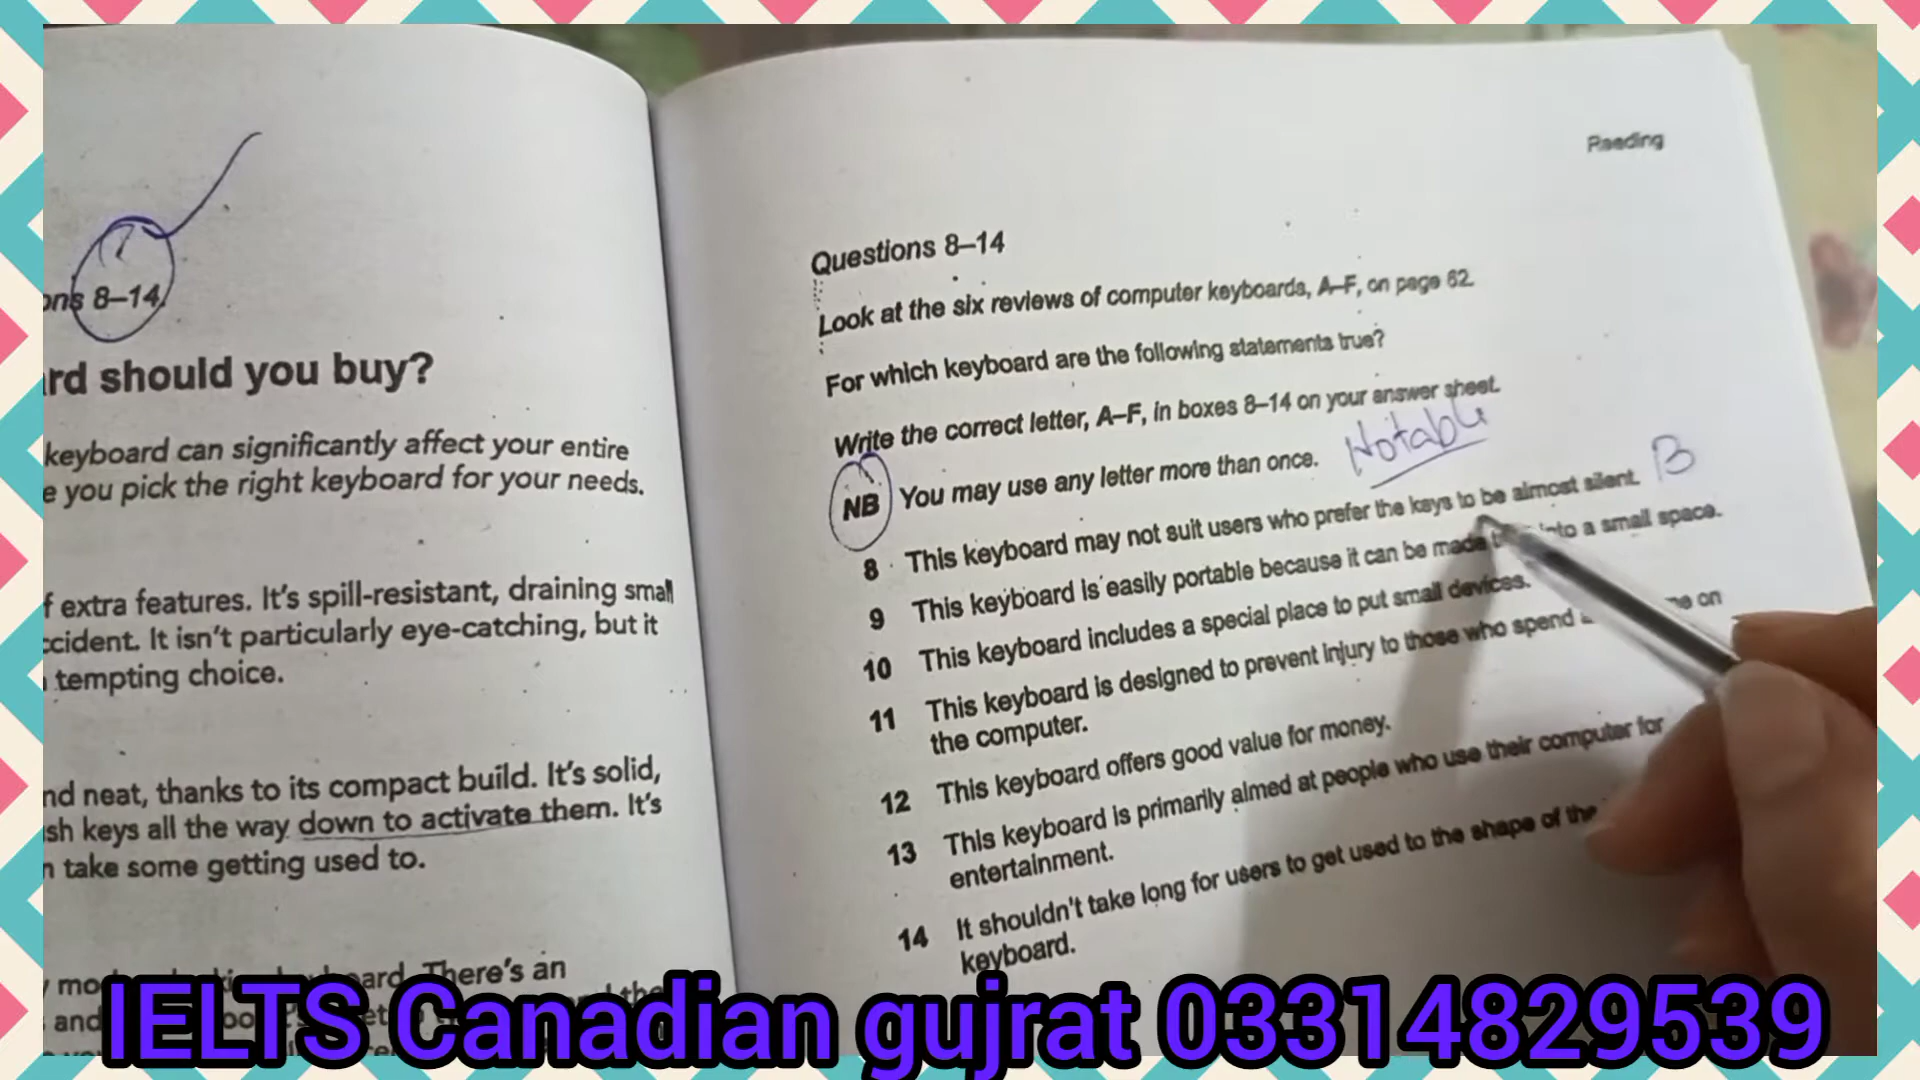 ons 8–14
rd should you buy?
keyboard can significantly affect your entire
e you pick the right keyboard for your needs.
f extra features. It's spill-resistant, draining small
ccident. It isn't particularly eye-catching, but it
tempting choice.
nd neat, thanks to its compact build. It's solid,
sh keys all the way down to activate them. It's
n take some getting used to.
There's an
and
Reading
Questions 8–14
Look at the six reviews of computer keyboards, A–F, on page 62.
For which keyboard are the following statements true?
Write the correct letter, A–F, in boxes 8–14 on your answer sheet.
NB You may use any letter more than once. Notable
8 This keyboard may not suit users who prefer the keys to be almost silent. B
9 This keyboard is easily portable because it can be made to into a small space.
10 This keyboard includes a special place to put small devices.
11 This keyboard is designed to prevent injury to those who spend on
the computer.
12 This keyboard offers good value for money.
13 This keyboard is primarily aimed at people who use their computer for
entertainment.
14 It shouldn't take long for users to get used to the shape of the
keyboard.
IELTS Canadian gujrat 03314829539